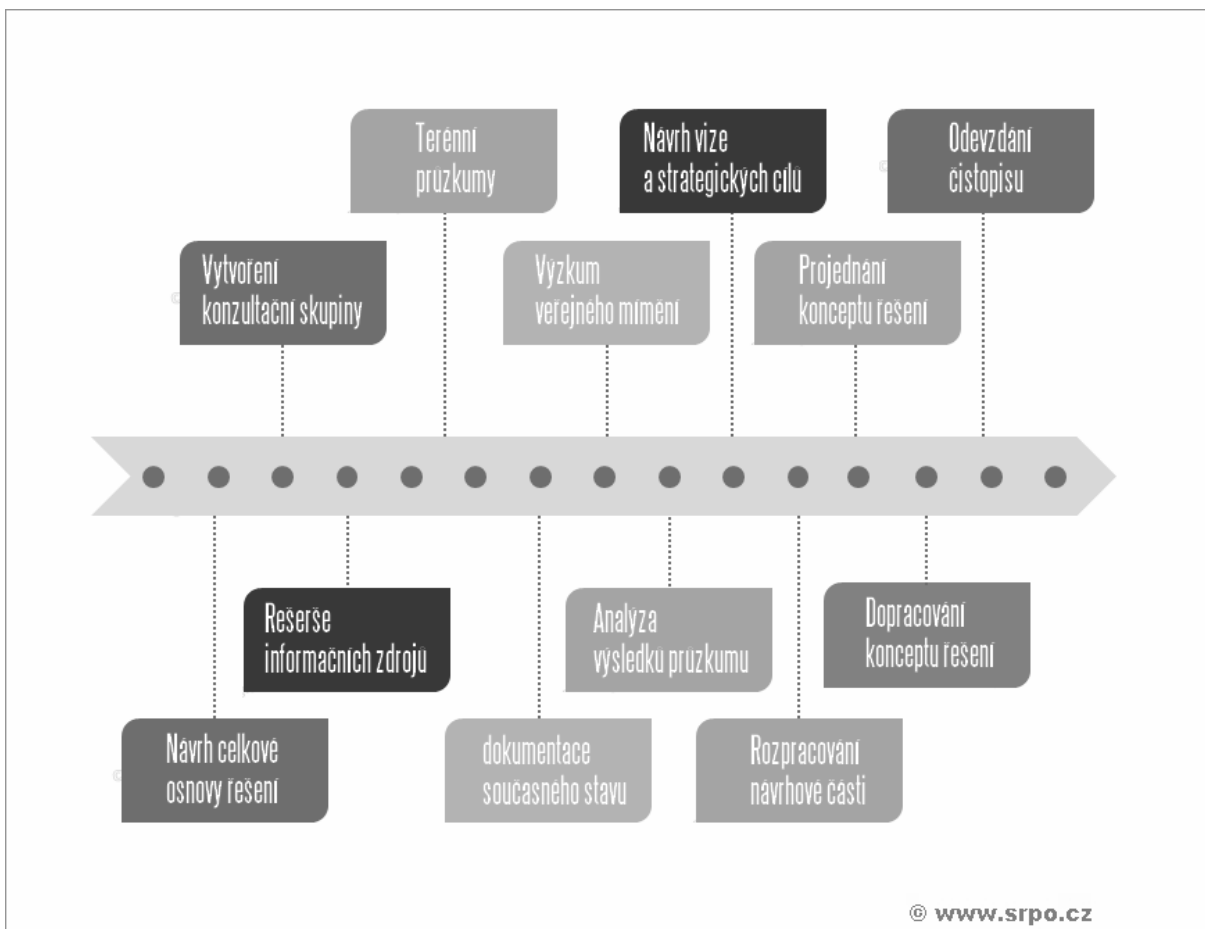 Terénní
průzkumy
Návrh vize
a strategických cílů
Odevzdání
čistopisu
Vytvoření
konzultační skupiny
Výzkum
veřejného mímění
Projednání
konceptu řešení
Rešerše
informačních zdrojů
Analýza
výsledků průzkumu
Dopracování
konceptu řešení
Návrh celkové
osnovy řešení
dokumentace
současného stavu
Rozpracování
návrhové části
© www.srpo.cz